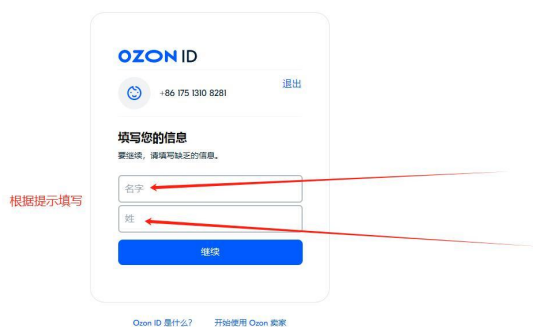 OZON ID
+86 175 1310 8281
退出
填写您的信息
要继续，请填写缺乏的信息。
名字
根据提示填写
姓
继续
Ozon ID 是什么？ 开始使用 Ozon 卖家